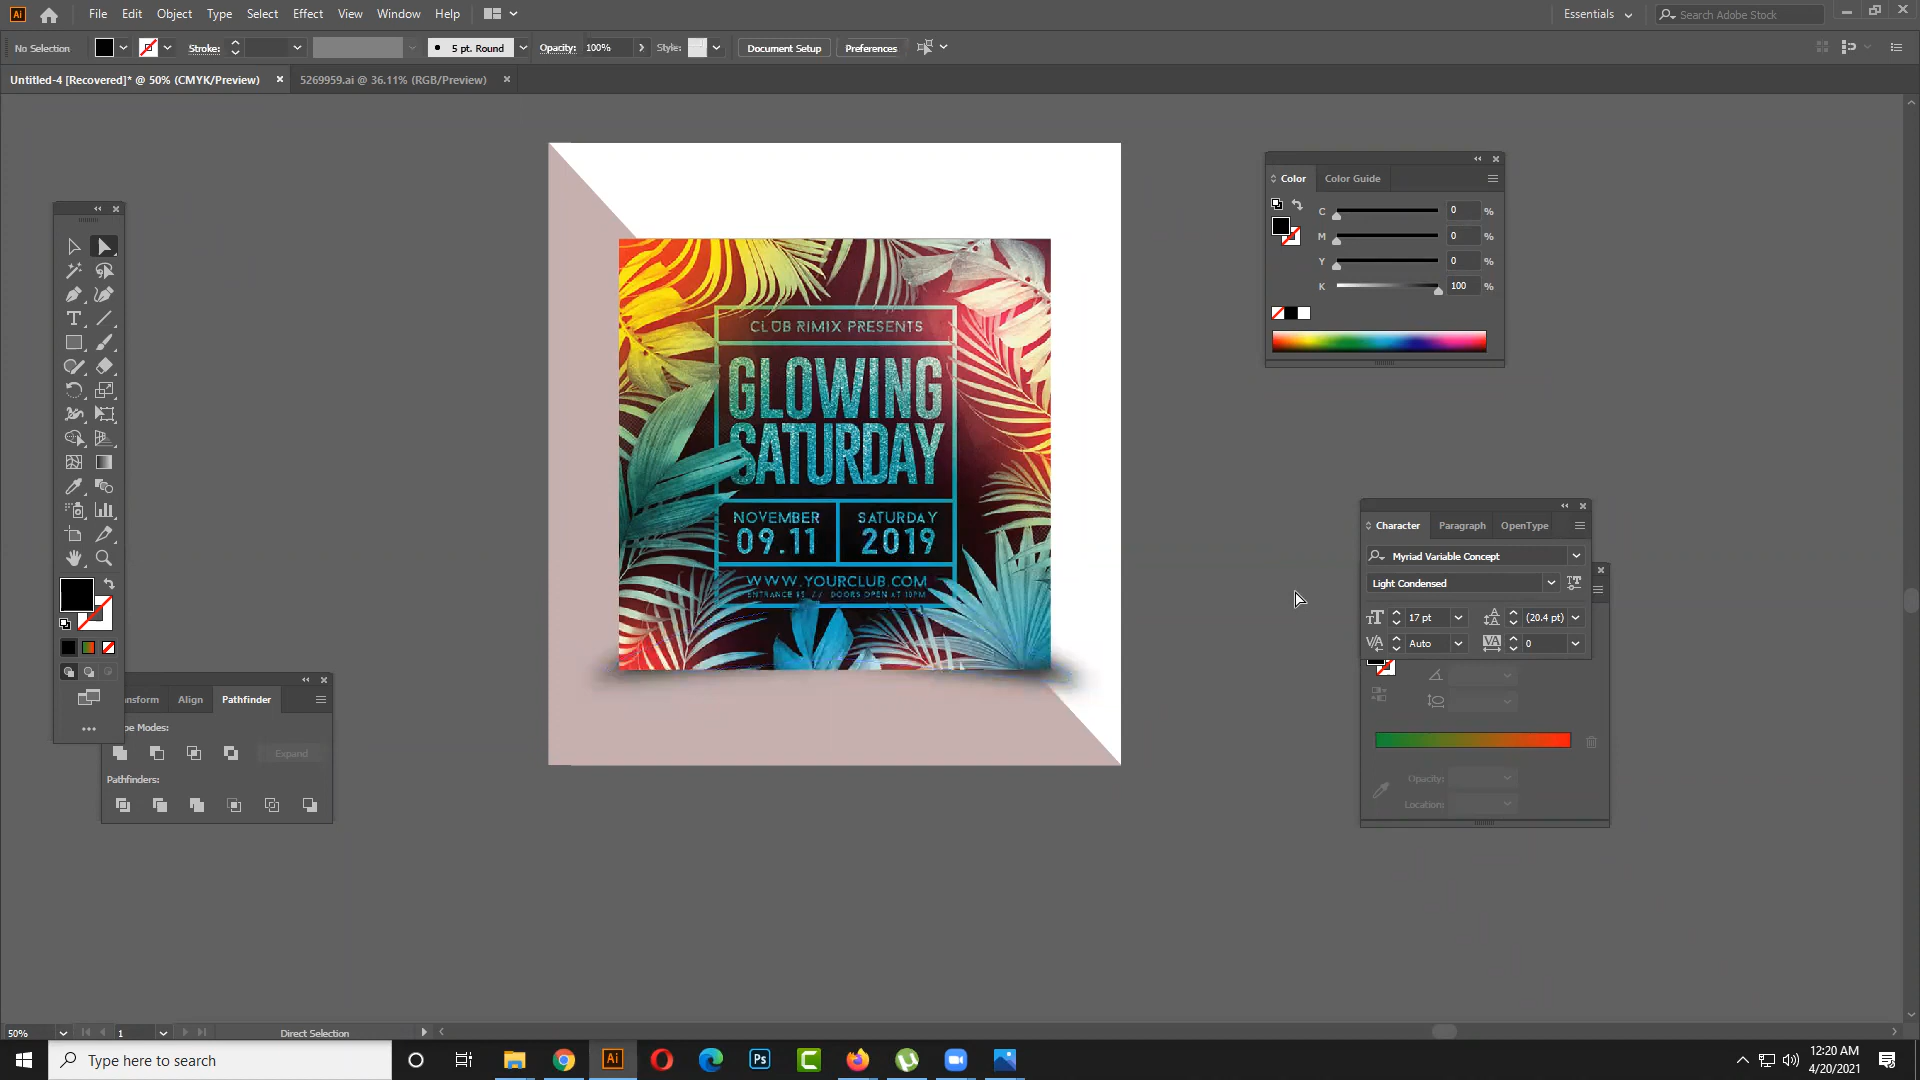 Ai File Edit Object Type Select Effect View Window Help Essentials Search Adobe Stock
No Selection Stroke: 5 pt. Round Opacity: 100% Style: Document Setup Preferences
Untitled-4 [Recovered]* @ 50% (CMYK/Preview) × 5269959.ai @ 36.11% (RGB/Preview) ×
Color Color Guide
C 0 %
M 0 %
Y 0 %
K 100 %
CLUB RIMIX PRESENTS
GLOWING
SATURDAY
NOVEMBER SATURDAY
09.11 2019
WWW.YOURCLUB.COM
ENTRANCE $5 // DOORS OPEN AT 10PM
Character Paragraph OpenType
Myriad Variable Concept
Light Condensed
17 pt (20.4 pt)
Auto 0
Opacity:
Location:
ansform Align Pathfinder
pe Modes:
Expand
Pathfinders:
50% 1 Direct Selection
Type here to search Ai Ps
12:20 AM
4/20/2021